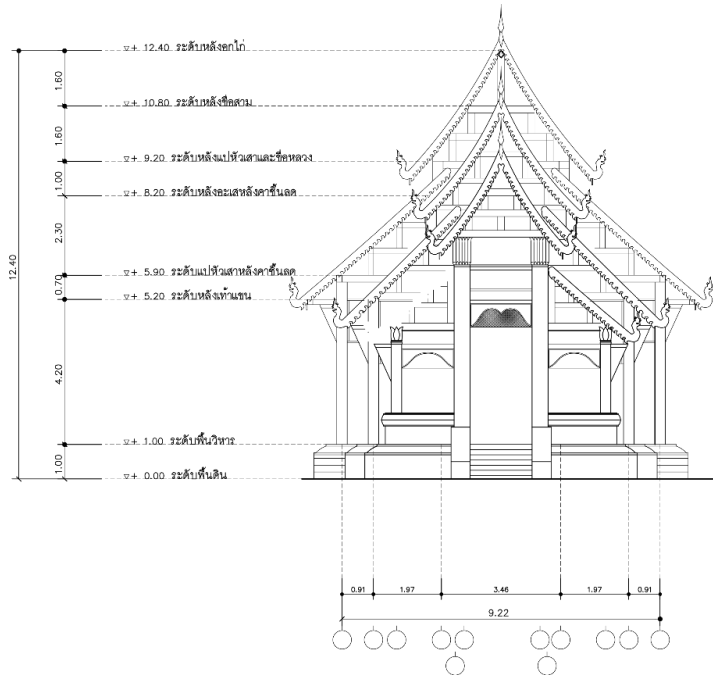 + 12.40 ระดับหลังอกไก่
1.60
+ 10.80 ระดับหลังขื่อสาม
1.60
+ 9.20 ระดับหลังแปหัวเสาและขื่อหลวง
1.00
+ 8.20 ระดับหลังอะเสหลังคาชั้นลด
2.30
12.40
+ 5.90 ระดับแปหัวเสาหลังคาชั้นลด
0.70
+ 5.20 ระดับหลังเท้าแขน
4.20
+ 1.00 ระดับพื้นวิหาร
1.00
+ 0.00 ระดับพื้นดิน
0.91 1.97 3.46 1.97 0.91
9.22